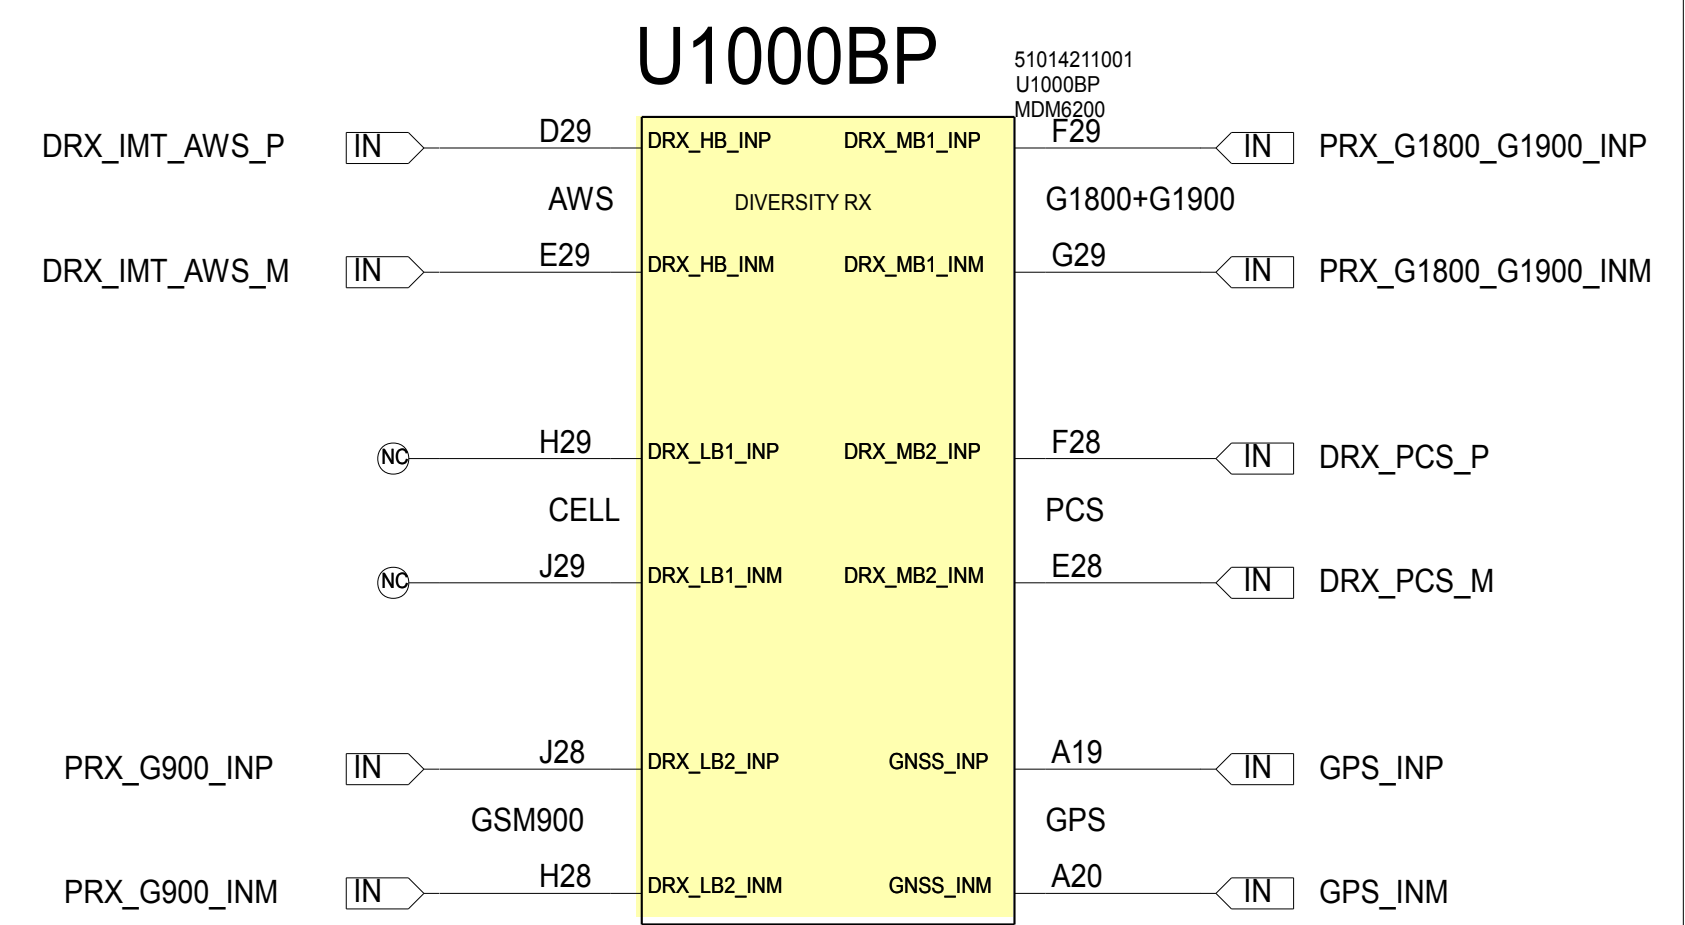 U1000BP
51014211001
U1000BP
MDM6200
DRX_IMT_AWS_P IN D29 DRX_HB_INP DRX_MB1_INP F29 IN PRX_G1800_G1900_INP
AWS DIVERSITY RX G1800+G1900
DRX_IMT_AWS_M IN E29 DRX_HB_INM DRX_MB1_INM G29 IN PRX_G1800_G1900_INM
NC H29 DRX_LB1_INP DRX_MB2_INP F28 IN DRX_PCS_P
CELL PCS
NC J29 DRX_LB1_INM DRX_MB2_INM E28 IN DRX_PCS_M
PRX_G900_INP IN J28 DRX_LB2_INP GNSS_INP A19 IN GPS_INP
GSM900 GPS
PRX_G900_INM IN H28 DRX_LB2_INM GNSS_INM A20 IN GPS_INM